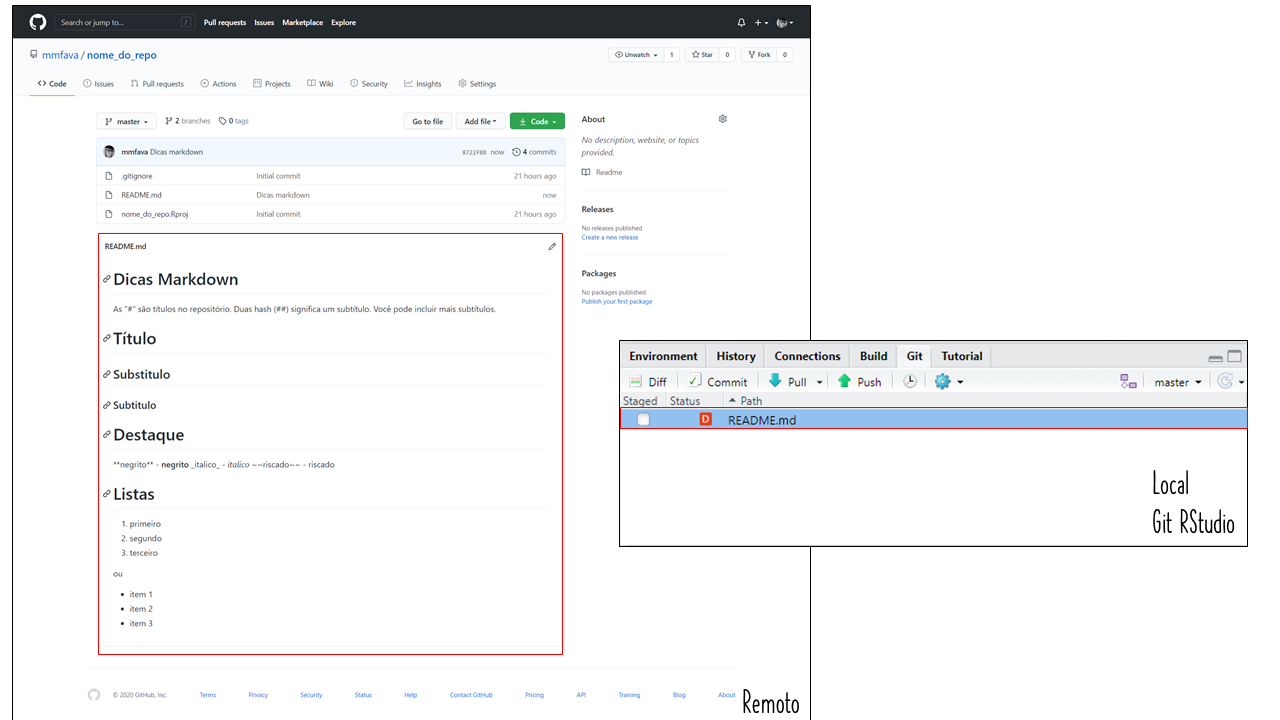 Search or jump to... /
Pull requests Issues Marketplace Explore
mmfava / nome_do_repo
Unwatch 1 Star 0 Fork 0
Code Issues Pull requests Actions Projects Wiki Security Insights Settings
master 2 branches 0 tags Go to file Add file Code
mmfava Dicas markdown 8722f88 now 4 commits
.gitignore Initial commit 21 hours ago
README.md Dicas markdown now
nome_do_repo.Rproj Initial commit 21 hours ago
About
No description, website, or topics
provided.
Readme
Releases
No releases published
Create a new release
Packages
No packages published
Publish your first package
README.md
Dicas Markdown
As "#" são títulos no repositório. Duas hash (##) significa um subtítulo. Você pode incluir mais subtítulos.
Título
Substitulo
Subtitulo
Destaque
**negrito** - negrito _italico_ - italico ~~riscado~~ - riscado
Listas
1. primeiro
2. segundo
3. terceiro
ou
• item 1
• item 2
• item 3
© 2020 GitHub, Inc. Terms Privacy Security Status Help Contact GitHub Pricing API Training Blog About
Remoto
Environment History Connections Build Git Tutorial
Diff Commit Pull Push master
Staged Status Path
D README.md
Local
Git RStudio